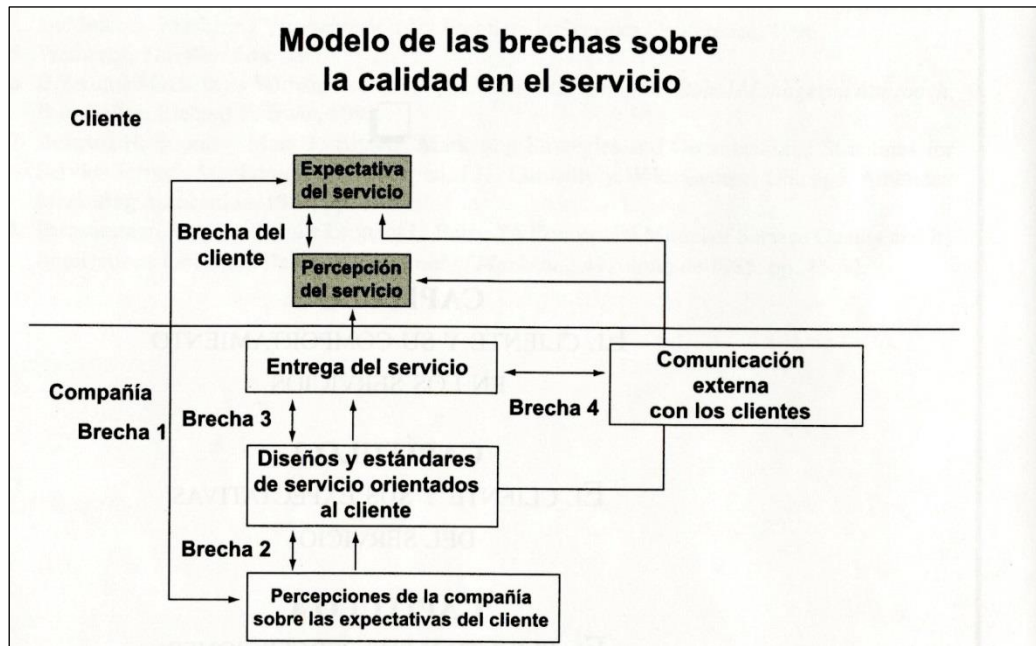 Modelo de las brechas sobre
la calidad en el servicio
Cliente
Expectativa
del servicio
Brecha del
cliente
Percepción
del servicio
Compañía
Entrega del servicio
Comunicación
externa
con los clientes
Brecha 4
Brecha 1
Brecha 3
Diseños y estándares
de servicio orientados
al cliente
Brecha 2
Percepciones de la compañía
sobre las expectativas del cliente